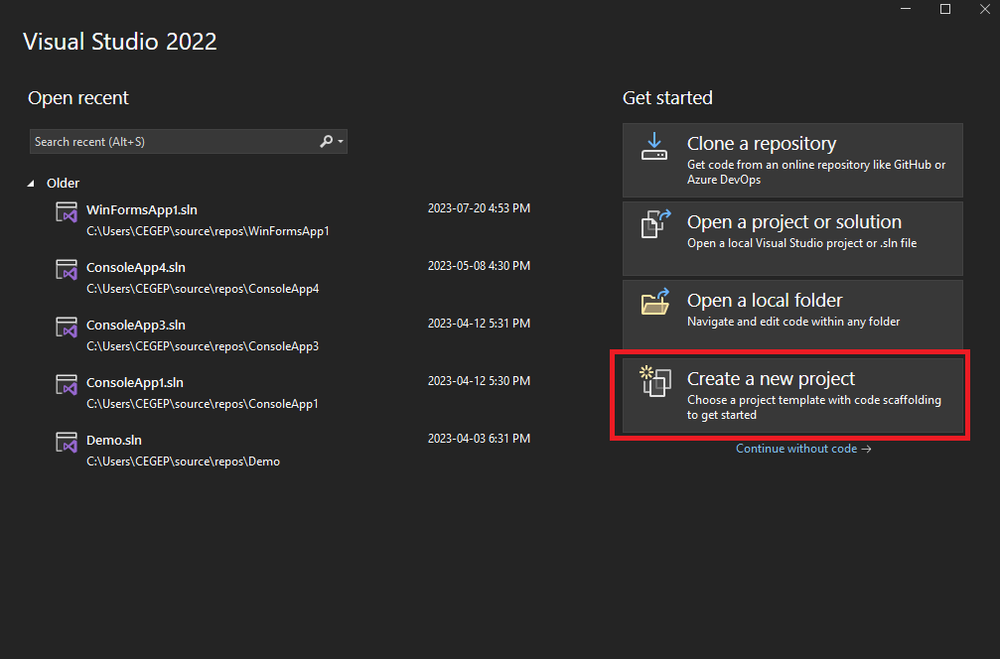 Visual Studio 2022
Open recent
Search recent (Alt+S)
Older
WinFormsApp1.sln 2023-07-20 4:53 PM
C:\Users\CEGEP\source\repos\WinFormsApp1
ConsoleApp4.sln 2023-05-08 4:30 PM
C:\Users\CEGEP\source\repos\ConsoleApp4
ConsoleApp3.sln 2023-04-12 5:31 PM
C:\Users\CEGEP\source\repos\ConsoleApp3
ConsoleApp1.sln 2023-04-12 5:30 PM
C:\Users\CEGEP\source\repos\ConsoleApp1
Demo.sln 2023-04-03 6:31 PM
C:\Users\CEGEP\source\repos\Demo
Get started
Clone a repository
Get code from an online repository like GitHub or
Azure DevOps
Open a project or solution
Open a local Visual Studio project or .sln file
Open a local folder
Navigate and edit code within any folder
Create a new project
Choose a project template with code scaffolding
to get started
Continue without code →